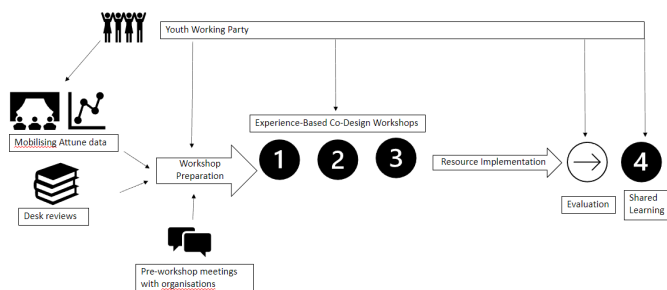 Youth Working Party
Experience-Based Co-Design Workshops
Mobilising Attune data
Workshop
Preparation
1
2
3
Resource Implementation
4
Desk reviews
Evaluation
Shared
Learning
Pre-workshop meetings
with organisations